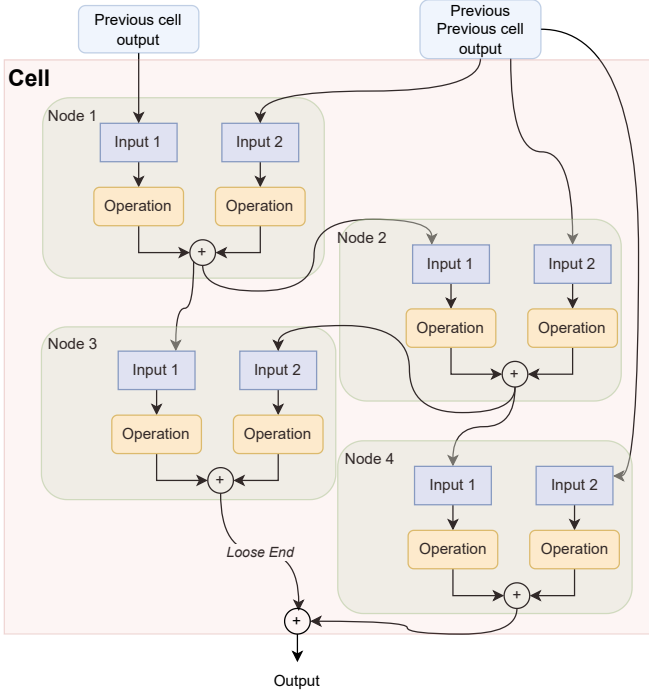 Previous cell
output
Previous
Previous cell
output
Cell
Node 1
Input 1
Input 2
Operation
Operation
+
Node 2
Input 1
Input 2
Operation
Operation
+
Node 3
Input 1
Input 2
Operation
Operation
+
Node 4
Input 1
Input 2
Operation
Operation
+
Loose End
+
Output